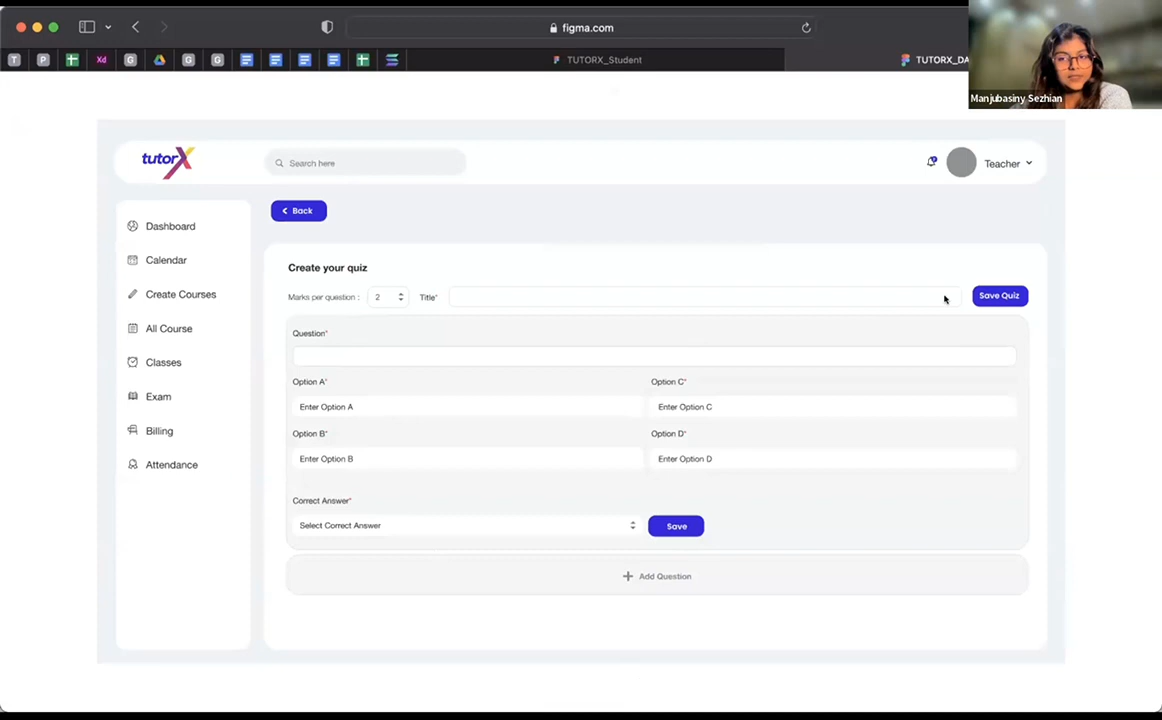 figma.com
T P Xd G G G
TUTORX_Student
TUTORX_DA
Manjubasiny Sezhian
tutorX
Search here
Teacher
Dashboard
Calendar
Create Courses
All Course
Classes
Exam
Billing
Attendance
Back
Create your quiz
Marks per question : 2 Title*
Save Quiz
Question*
Option A* Option C*
Enter Option A Enter Option C
Option B* Option D*
Enter Option B Enter Option D
Correct Answer*
Select Correct Answer Save
+ Add Question